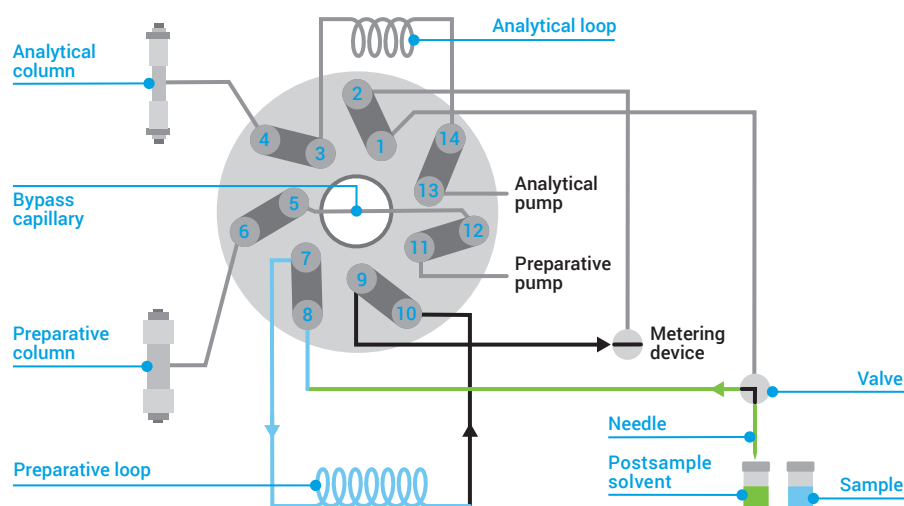 Analytical loop
Analytical
column
2
4
3
1
14
13
Analytical
pump
Bypass
capillary
5
6
12
11
7
9
Preparative
pump
8
10
Preparative
column
Metering
device
Valve
Needle
Preparative loop
Postsample
solvent
Sample